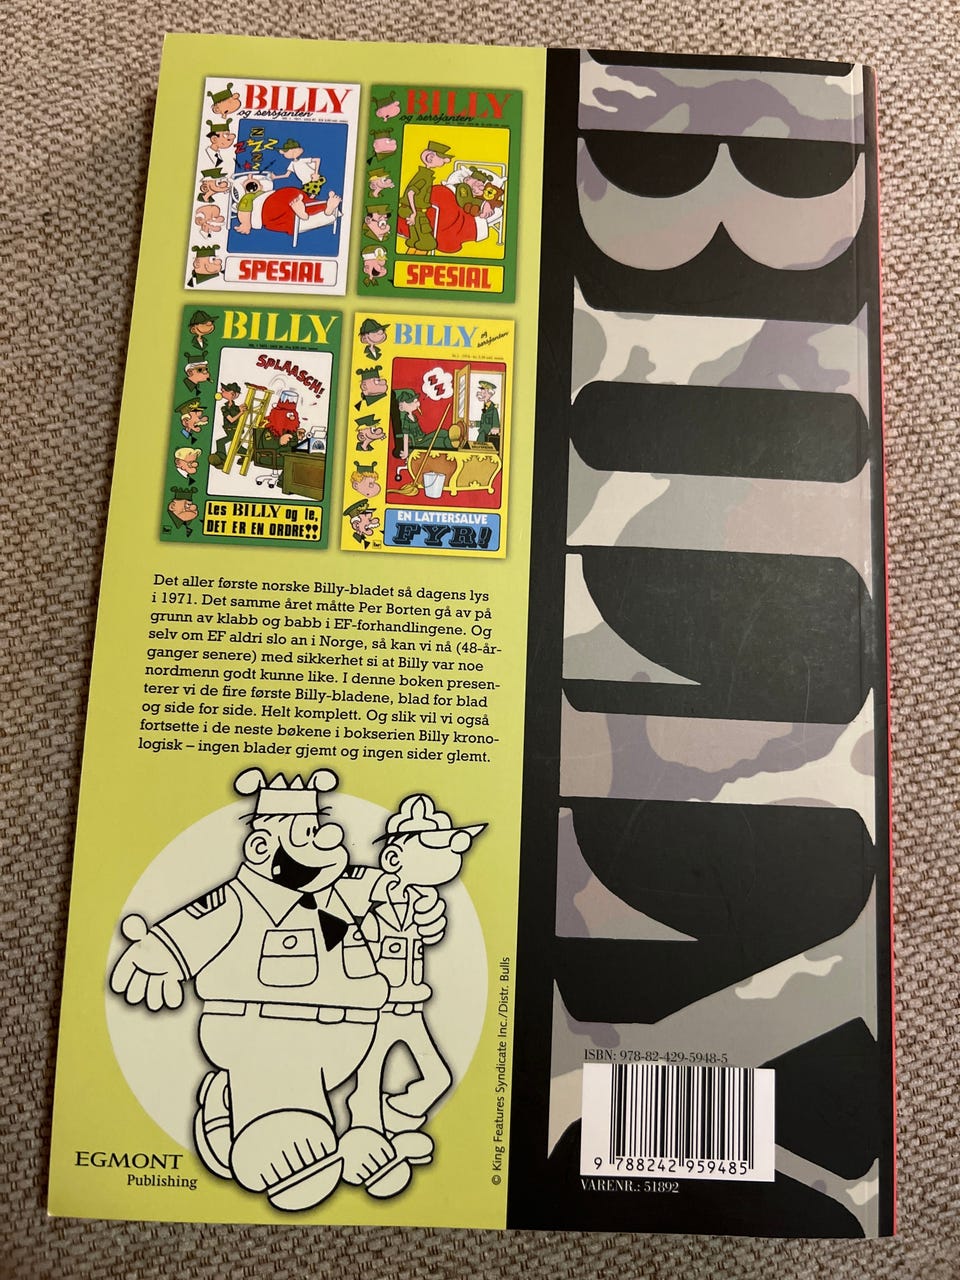 BILLY
og sersjanten
SPESIAL
BILLY
og sersjanten
SPESIAL
BILLY
SPLAASCH!
Les BILLY og le,
DET ER EN ORDRE!!
BILLY og
sersjanten
EN LATTERSALVE
FYR!
Det aller første norske Billy-bladet så dagens lys
i 1971. Det samme året måtte Per Borten gå av på
grunn av klabb og babb i EF-forhandlingene. Og
selv om EF aldri slo an i Norge, så kan vi nå (48-år-
ganger senere) med sikkerhet si at Billy var noe
nordmenn godt kunne like. I denne boken presen-
terer vi de fire første Billy-bladene, blad for blad
og side for side. Helt komplett. Og slik vil vi også
fortsette i de neste bøkene i bokserien Billy krono-
logisk – ingen blader gjemt og ingen sider glemt.
EGMONT
Publishing
© King Features Syndicate Inc./Distr. Bulls
BILLY
ISBN: 978-82-429-5948-5
9 788242 959485
VARENR.: 51892